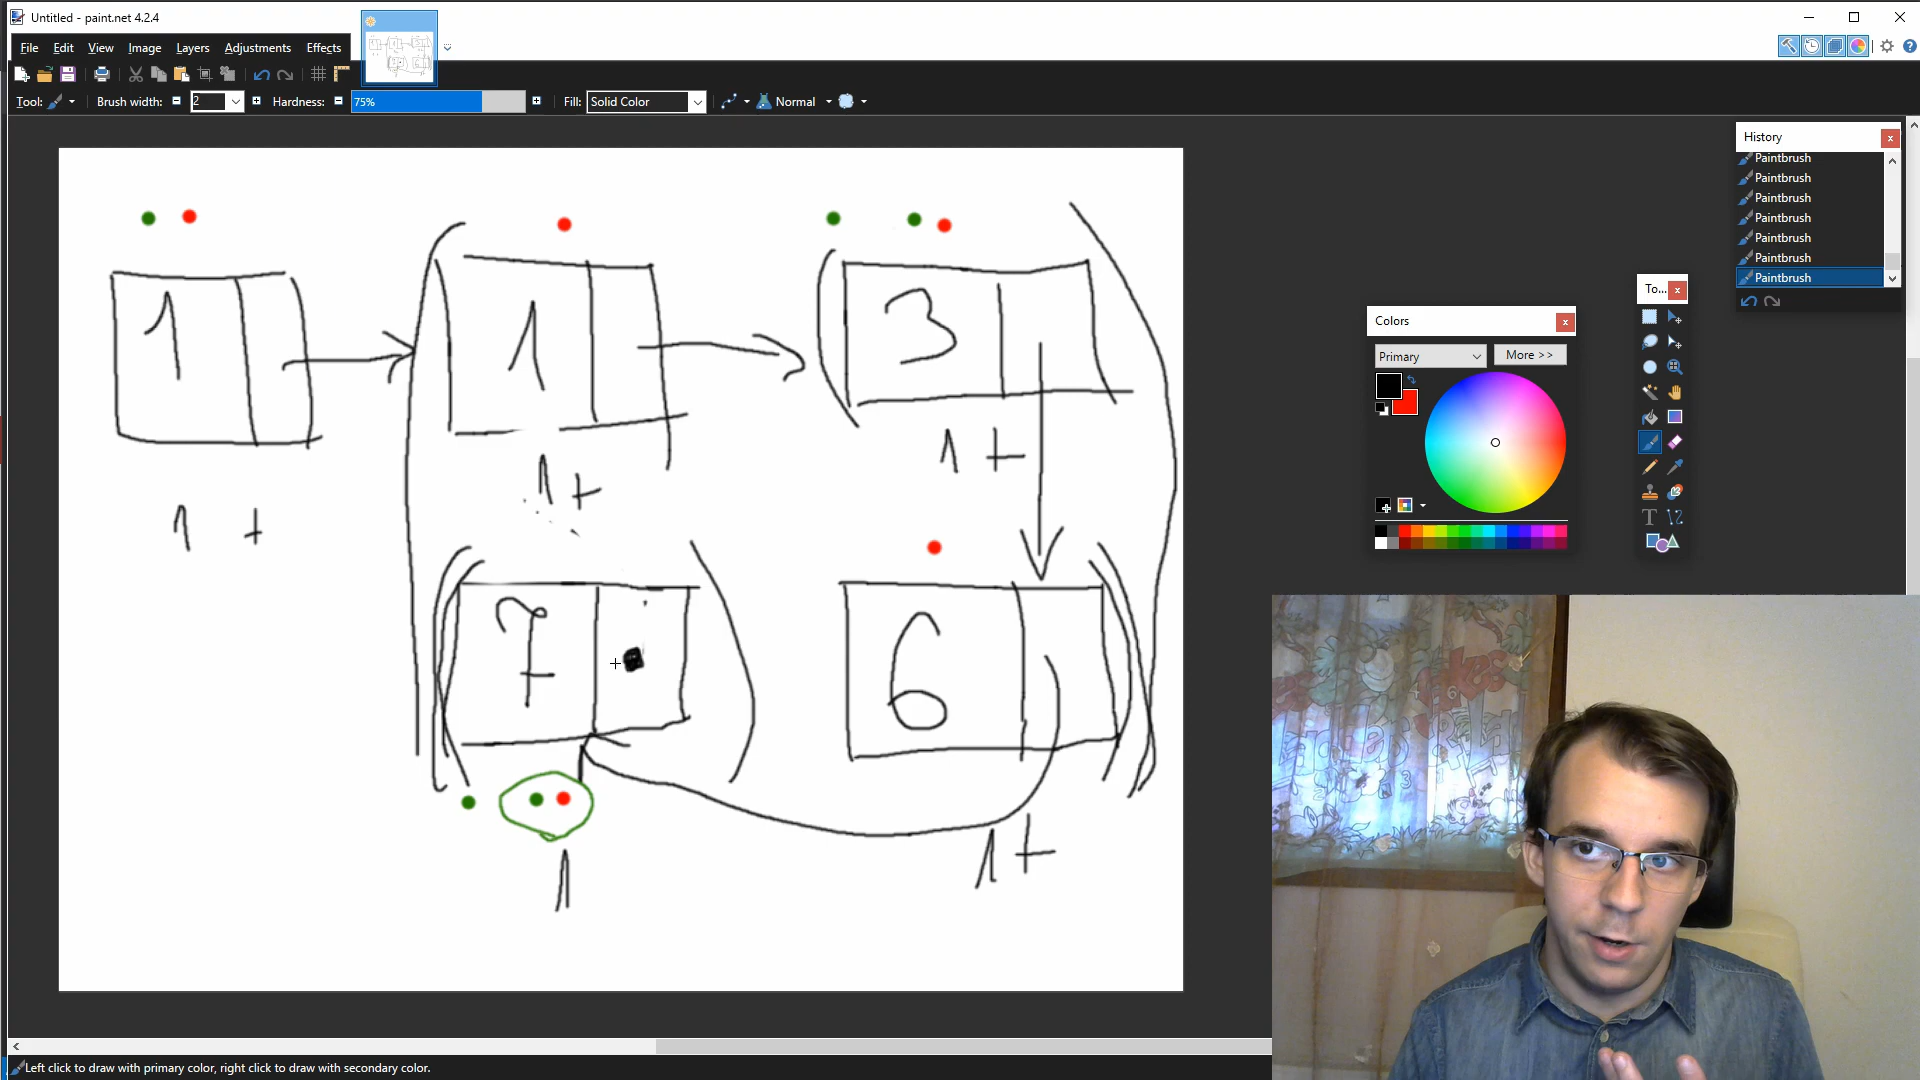 Untitled - paint.net 4.2.4
File Edit View Image Layers Adjustments Effects
Tool: Brush width: 2 Hardness: 75% Fill: Solid Color Normal
History
Paintbrush
Paintbrush
Paintbrush
Paintbrush
Paintbrush
Paintbrush
Paintbrush
To...
Colors
Primary More >>
1 1 3
1 + 1+ 1+
7 6
1 1+
Left click to draw with primary color, right click to draw with secondary color.